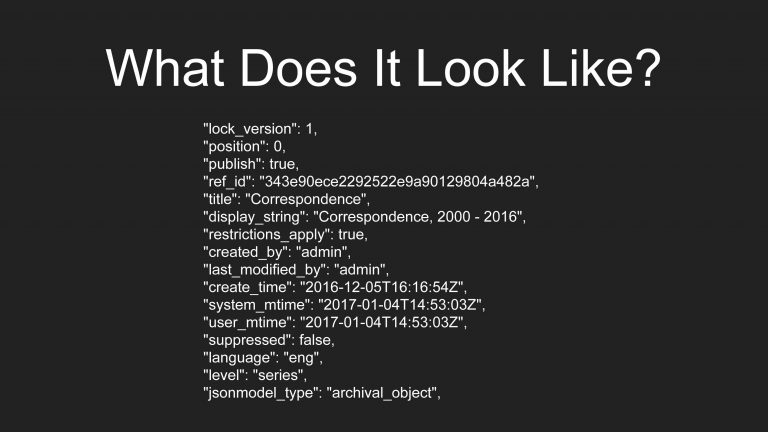 What Does It Look Like?
"lock_version": 1,
"position": 0,
"publish": true,
"ref_id": "343e90ece2292522e9a90129804a482a",
"title": "Correspondence",
"display_string": "Correspondence, 2000 - 2016",
"restrictions_apply": true,
"created_by": "admin",
"last_modified_by": "admin",
"create_time": "2016-12-05T16:16:54Z",
"system_mtime": "2017-01-04T14:53:03Z",
"user_mtime": "2017-01-04T14:53:03Z",
"suppressed": false,
"language": "eng",
"level": "series",
"jsonmodel_type": "archival_object",